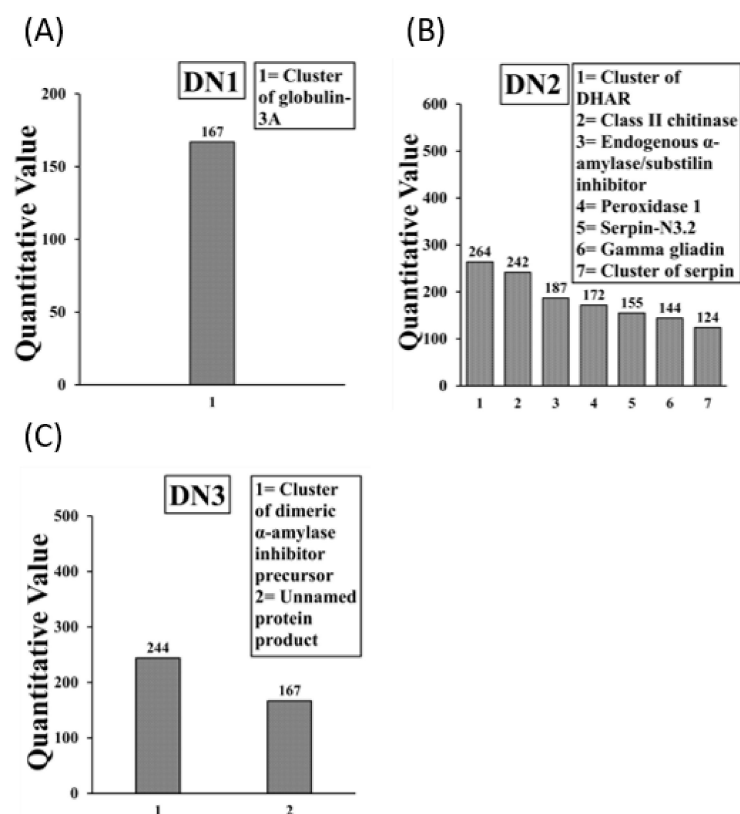 (A)
DN1
1= Cluster
of globulin-
3A
Quantitative Value
200
150
100
50
0
167
1
(B)
DN2
1= Cluster of
DHAR
2= Class II chitinase
3= Endogenous α-
amylase/substilin
inhibitor
4= Peroxidase 1
5= Serpin-N3.2
6= Gamma gliadin
7= Cluster of serpin
Quantitative Value
600
500
400
300
200
100
0
264
242
187
172
155
144
124
1 2 3 4 5 6 7
(C)
DN3
1= Cluster
of dimeric
α-amylase
inhibitor
precursor
2= Unnamed
protein
product
Quantitative Value
500
400
300
200
100
0
244
167
1 2